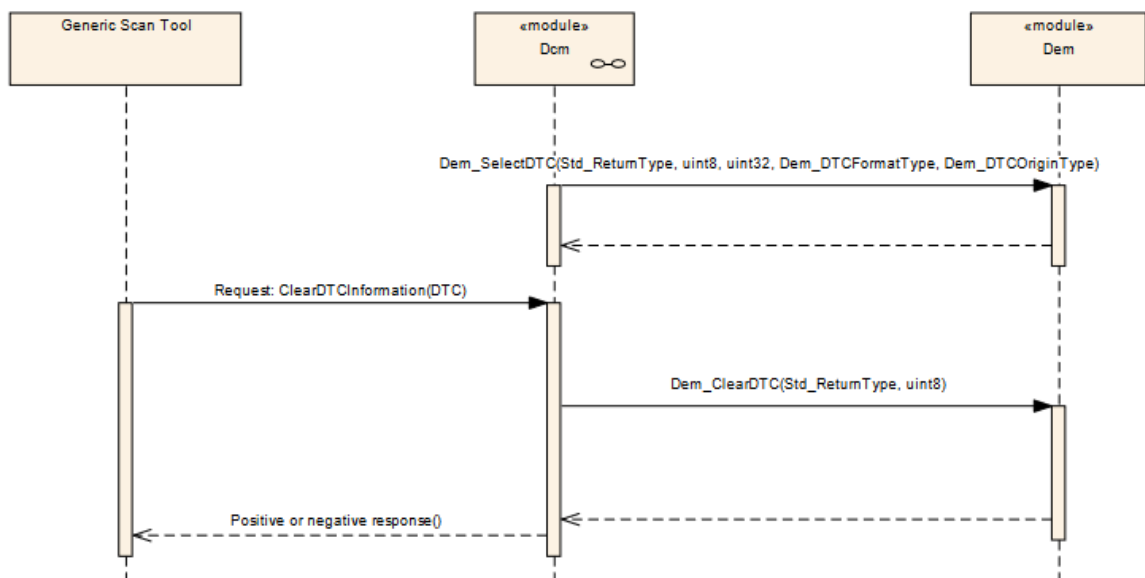 Generic Scan Tool
«module»
Dcm
«module»
Dem
Dem_SelectDTC(Std_ReturnType, uint8, uint32, Dem_DTCFormatType, Dem_DTCOriginType)
Request: ClearDTCInformation(DTC)
Dem_ClearDTC(Std_ReturnType, uint8)
Positive or negative response()